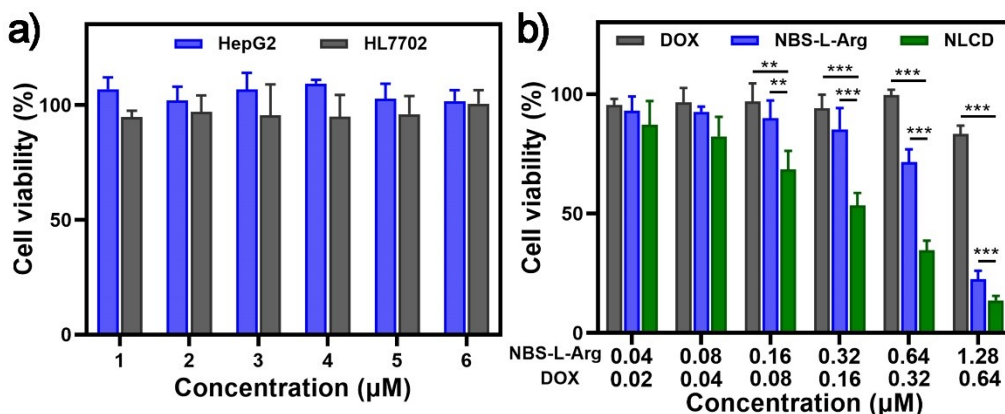 a)
HepG2 HL7702
Cell viability (%)
100
50
0
1 2 3 4 5 6
Concentration (μM)
b)
DOX NBS-L-Arg NLCD
Cell viability (%)
100
50
0
** *** *** ***
** *** *** ***
NBS-L-Arg 0.04 0.08 0.16 0.32 0.64 1.28
DOX 0.02 0.04 0.08 0.16 0.32 0.64
Concentration (μM)